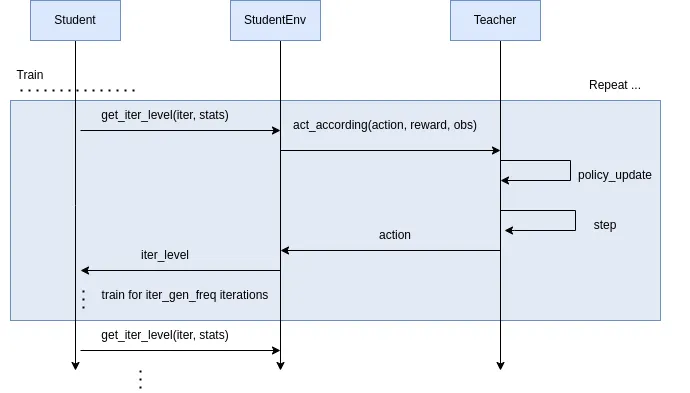 Student
StudentEnv
Teacher
Train
Repeat ...
get_iter_level(iter, stats)
act_according(action, reward, obs)
policy_update
step
action
iter_level
train for iter_gen_freq iterations
get_iter_level(iter, stats)